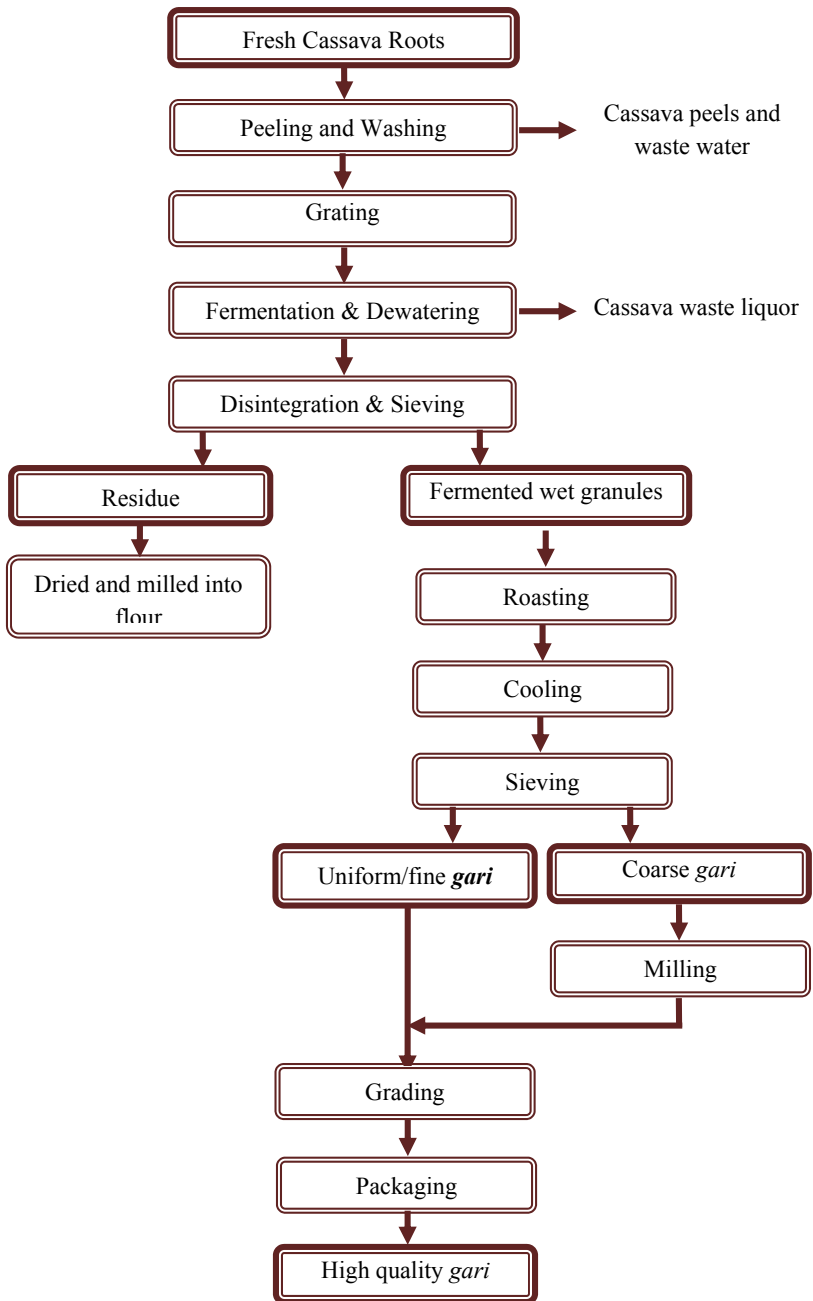 Fresh Cassava Roots
Peeling and Washing
Cassava peels and
waste water
Grating
Fermentation & Dewatering
Cassava waste liquor
Disintegration & Sieving
Residue
Fermented wet granules
Dried and milled into
flour
Roasting
Cooling
Sieving
Uniform/fine gari
Coarse gari
Milling
Grading
Packaging
High quality gari